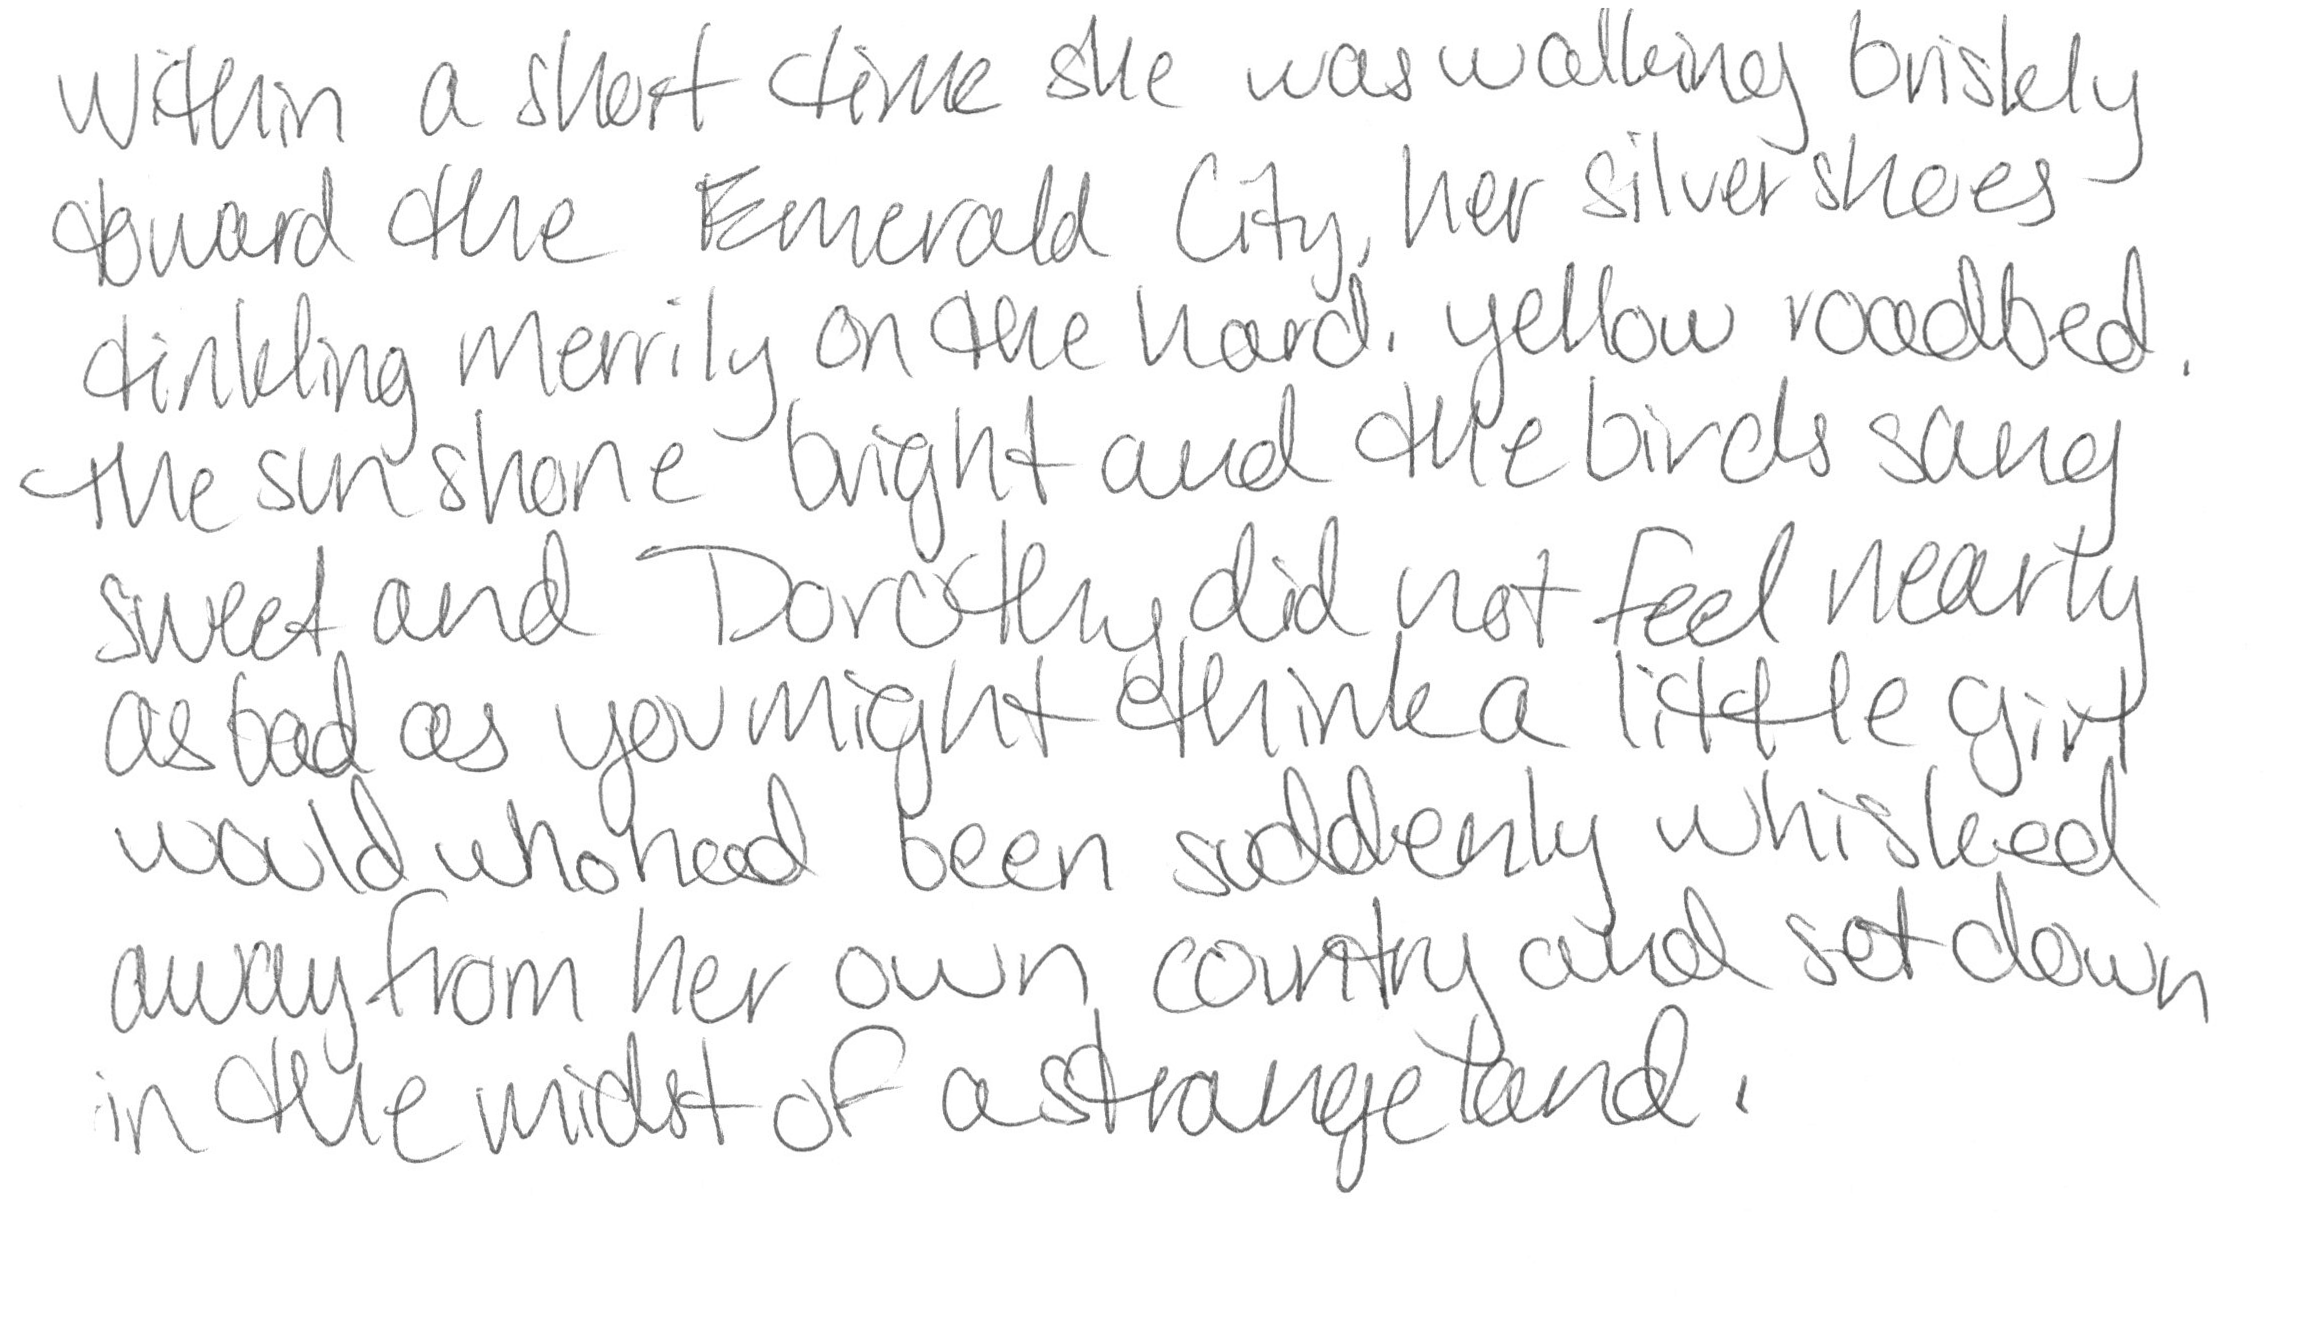 Within a short time she was walking briskly
toward the Emerald City, her silver shoes
tinkling merrily on the hard, yellow roadbed.
the sun shone bright and the birds sang
sweet and Dorothy did not feel nearly
as bad as you might think a little girl
would who had been suddenly whisked
away from her own country and set down
in the midst of a strange land.